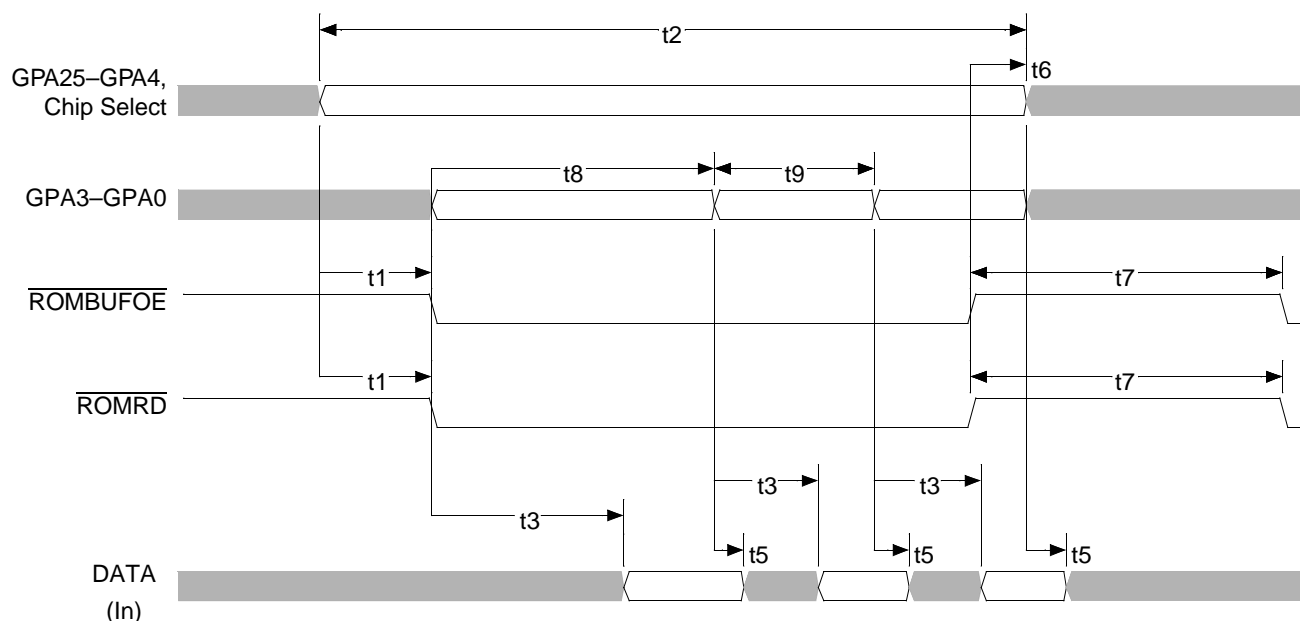 t2
GPA25–GPA4,
Chip Select
t6
t8
t9
GPA3–GPA0
t1
t7
ROMBUFOE
t1
t7
ROMRD
t3
t3
t3
t5
t5
t5
DATA
(In)